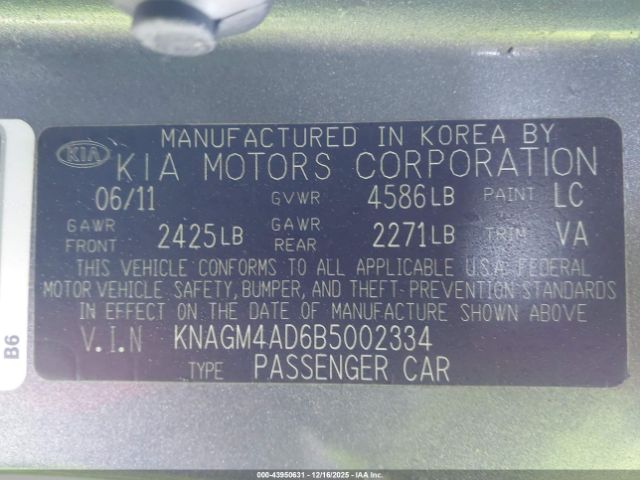 MANUFACTURED IN KOREA BY
KIA KIA MOTORS CORPORATION
06/11 GVWR 4586LB PAINT LC
GAWR FRONT 2425LB GAWR REAR 2271LB TRIM VA
THIS VEHICLE CONFORMS TO ALL APPLICABLE U.S.A. FEDERAL
MOTOR VEHICLE SAFETY, BUMPER, AND THEFT-PREVENTION STANDARDS
IN EFFECT ON THE DATE OF MANUFACTURE SHOWN ABOVE
V.I.N KNAGM4AD6B5002334
TYPE PASSENGER CAR
B6
000-43950631 - 12/16/2025 - IAA, Inc.